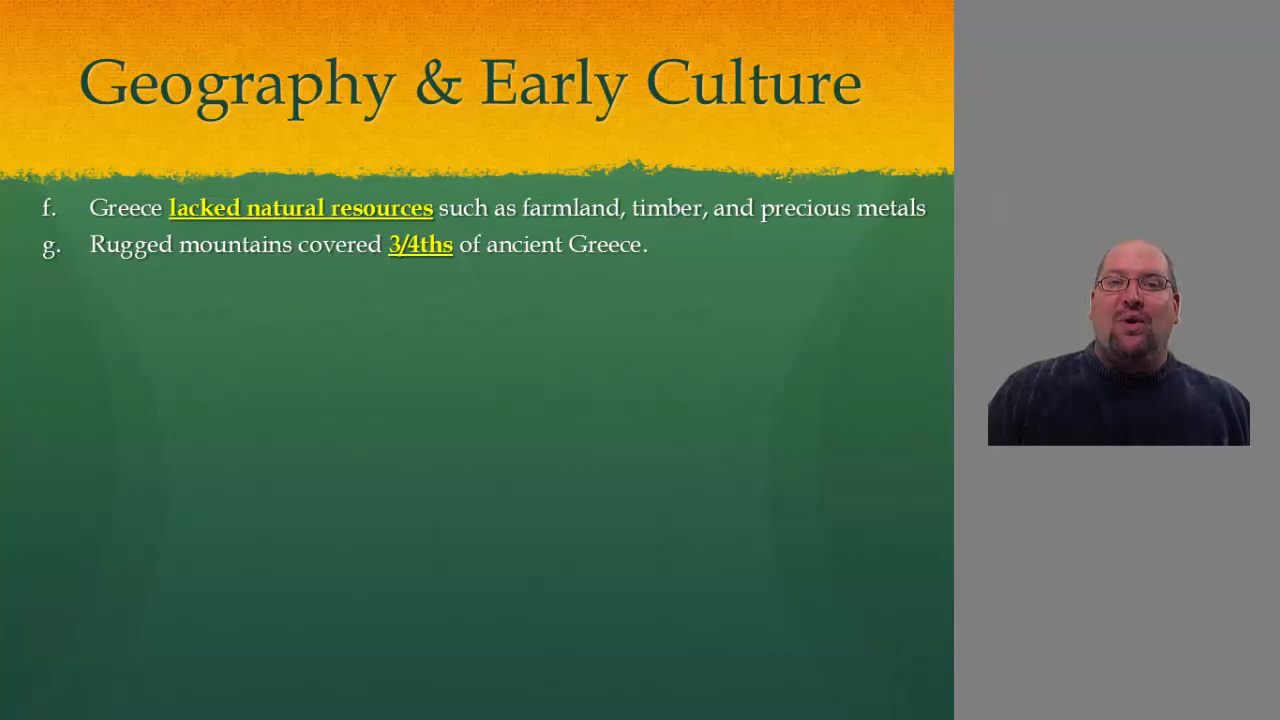 Geography & Early Culture
f. Greece lacked natural resources such as farmland, timber, and precious metals
g. Rugged mountains covered 3/4ths of ancient Greece.